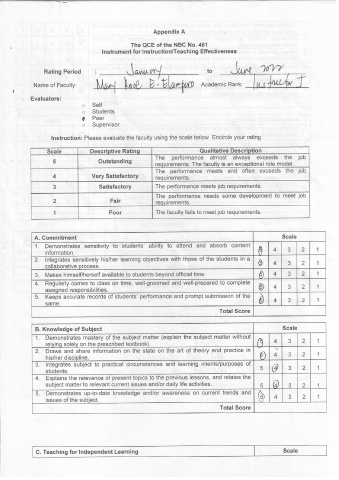 Appendix A
The QCE of the NBC No. 461
Instrument for Instruction/Teaching Effectiveness
Rating Period : January to June 2022
Name of Faculty: Mary Rose E. Academic Rank: Instructor I
Evaluators:
Self
Students
Peer
Supervisor
Instruction: Please evaluate the faculty using the scale below. Encircle your rating.
Scale Descriptive Rating Qualitative Description
5 Outstanding The performance almost always exceeds the job
requirements. The faculty is an exceptional role model
4 Very Satisfactory The performance meets and often exceeds the job
requirements.
3 Satisfactory The performance meets job requirements.
2 Fair The performance needs some development to meet job
requirements.
1 Poor The faculty fails to meet job requirements.
A. Commitment Scale
1. Demonstrates sensitivity to students' ability to attend and absorb content
information. 5 4 3 2 1
2. Integrates sensitively his/her learning objectives with those of the students in a
collaborative process. 5 4 3 2 1
3. Makes himself/herself available to students beyond official time. 5 4 3 2 1
4. Regularly comes to class on time, well-groomed and well-prepared to complete
assigned responsibilities. 5 4 3 2 1
5. Keeps accurate records of students' performance and prompt submission of the
same. 5 4 3 2 1
Total Score
B. Knowledge of Subject Scale
1. Demonstrates mastery of the subject matter (explain the subject matter without
relying solely on the prescribed textbook). 5 4 3 2 1
2. Draws and share information on the state on the art of theory and practice in
his/her discipline. 5 4 3 2 1
3. Integrates subject to practical circumstances and learning intents/purposes of
students. 5 4 3 2 1
4. Explains the relevance of present topics to the previous lessons, and relates the
subject matter to relevant current issues and/or daily life activities. 5 4 3 2 1
5. Demonstrates up-to-date knowledge and/or awareness on current trends and
issues of the subject. 5 4 3 2 1
Total Score
C. Teaching for Independent Learning Scale